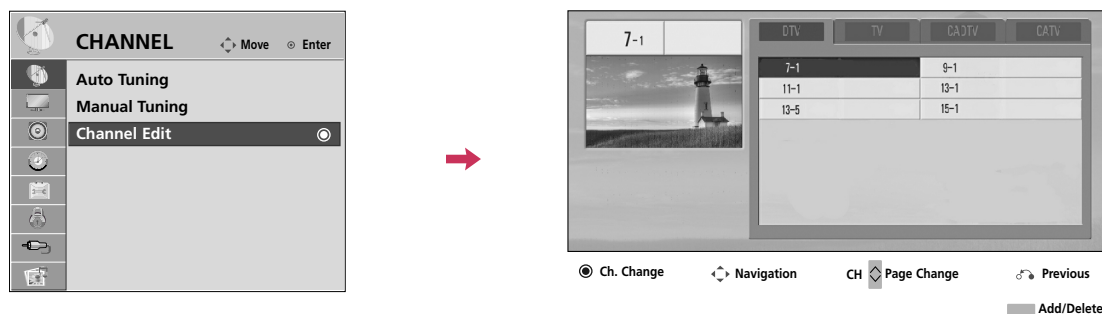 CHANNEL
Move
Enter
Auto Tuning
Manual Tuning
Channel Edit
7-1
DTV TV CADTV CATV
7-1 9-1
11-1 13-1
13-5 15-1
Ch. Change
Navigation
CH Page Change
Previous
Add/Delete